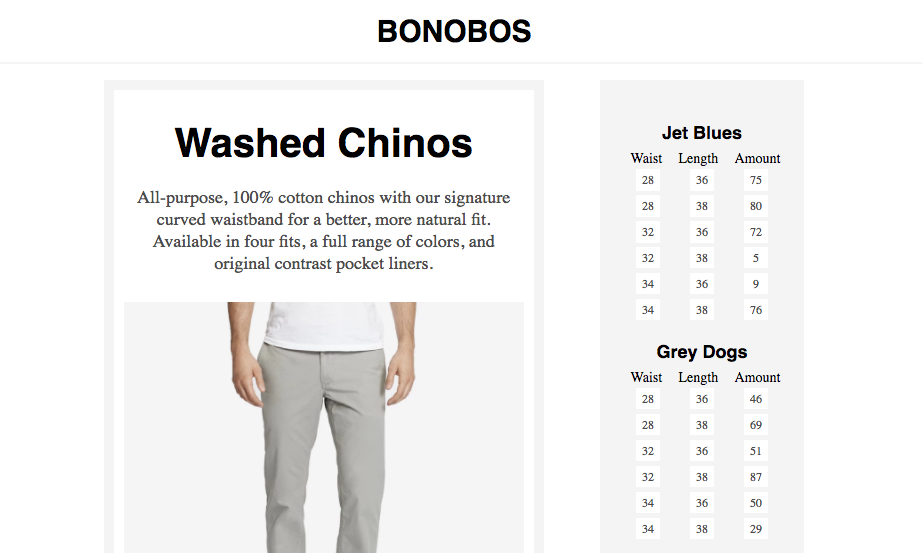 BONOBOS
Washed Chinos
All-purpose, 100% cotton chinos with our signature
curved waistband for a better, more natural fit.
Available in four fits, a full range of colors, and
original contrast pocket liners.
Jet Blues
Waist Length Amount
28 36 75
28 38 80
32 36 72
32 38 5
34 36 9
34 38 76
Grey Dogs
Waist Length Amount
28 36 46
28 38 69
32 36 51
32 38 87
34 36 50
34 38 29